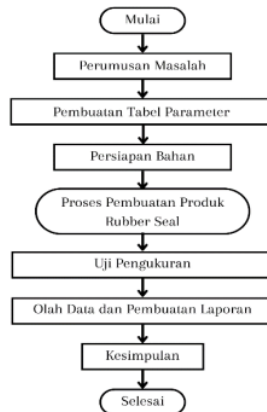 Mulai
Perumusan Masalah
Pembuatan Tabel Parameter
Persiapan Bahan
Proses Pembuatan Produk
Rubber Seal
Uji Pengukuran
Olah Data dan Pembuatan Laporan
Kesimpulan
Selesai